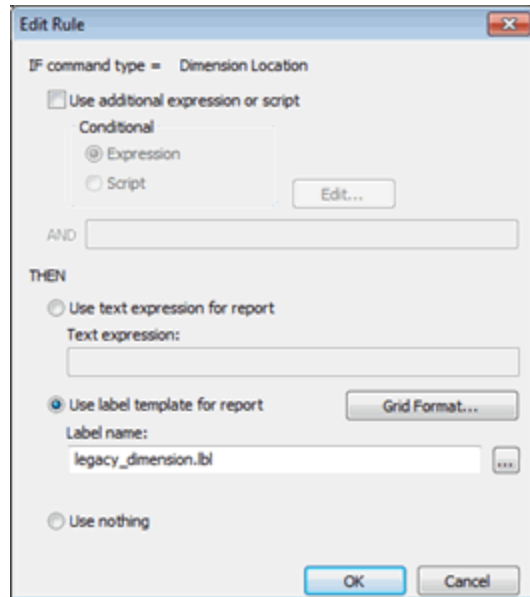 Edit Rule
IF command type = Dimension Location
Use additional expression or script
Conditional
Expression
Script
Edit...
AND
THEN
Use text expression for report
Text expression:
Use label template for report
Grid Format...
Label name:
legacy_dimension.lbl
...
Use nothing
OK
Cancel